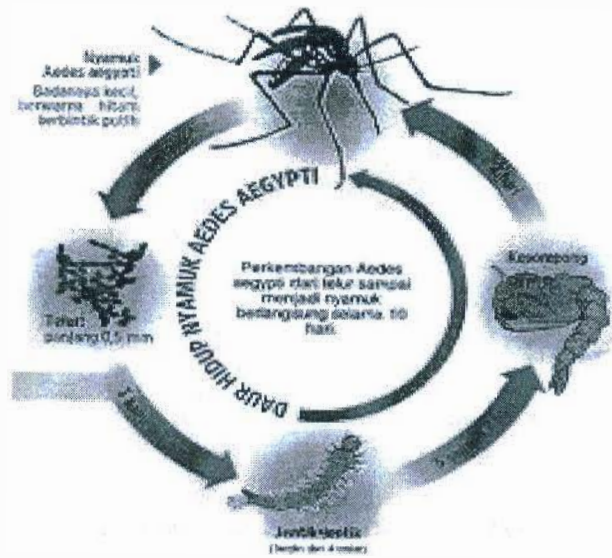 Nyamuk
Aedes aegypti
Badannya kecil,
berwarna hitam
berbintik putih
DAUR HIDUP NYAMUK AEDES AEGYPTI
Perkembangan Aedes
aegypti dari telur sampai
menjadi nyamuk
berlangsung selama 10
hari.
Telur:
panjang 0,5 mm
Jentik-jentik